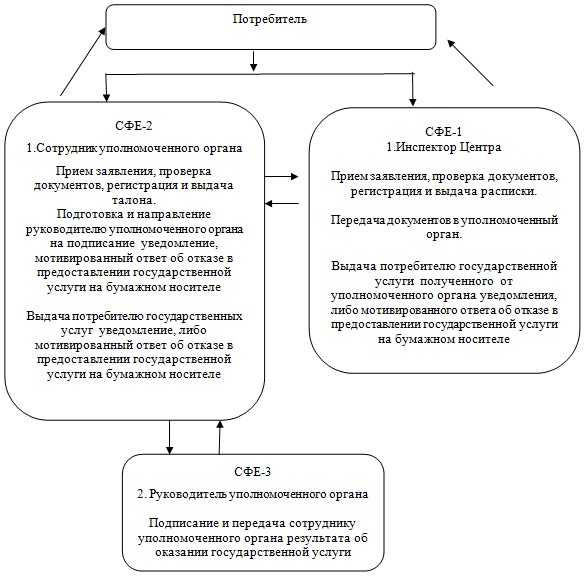 Потребитель
СФЕ-2
1.Сотрудник уполномоченного органа
Прием заявления, проверка
документов, регистрация и выдача
талона.
Подготовка и направление
руководителю уполномоченного органа
на подписание уведомление,
мотивированный ответ об отказе в
предоставлении государственной
услуги на бумажном носителе
Выдача потребителю государственных
услуг уведомление, либо
мотивированный ответ об отказе в
предоставлении государственной
услуги на бумажном носителе
СФЕ-1
1.Инспектор Центра
Прием заявления, проверка документов,
регистрация и выдача расписки.
Передача документов в уполномоченный
орган.
Выдача потребителю государственной
услуги полученного от
уполномоченного органа уведомления,
либо мотивированного ответа об отказе в
предоставлении государственной услуги
на бумажном носителе
СФЕ-3
2. Руководитель уполномоченного органа
Подписание и передача сотруднику
уполномоченного органа результата об
оказании государственной услуги